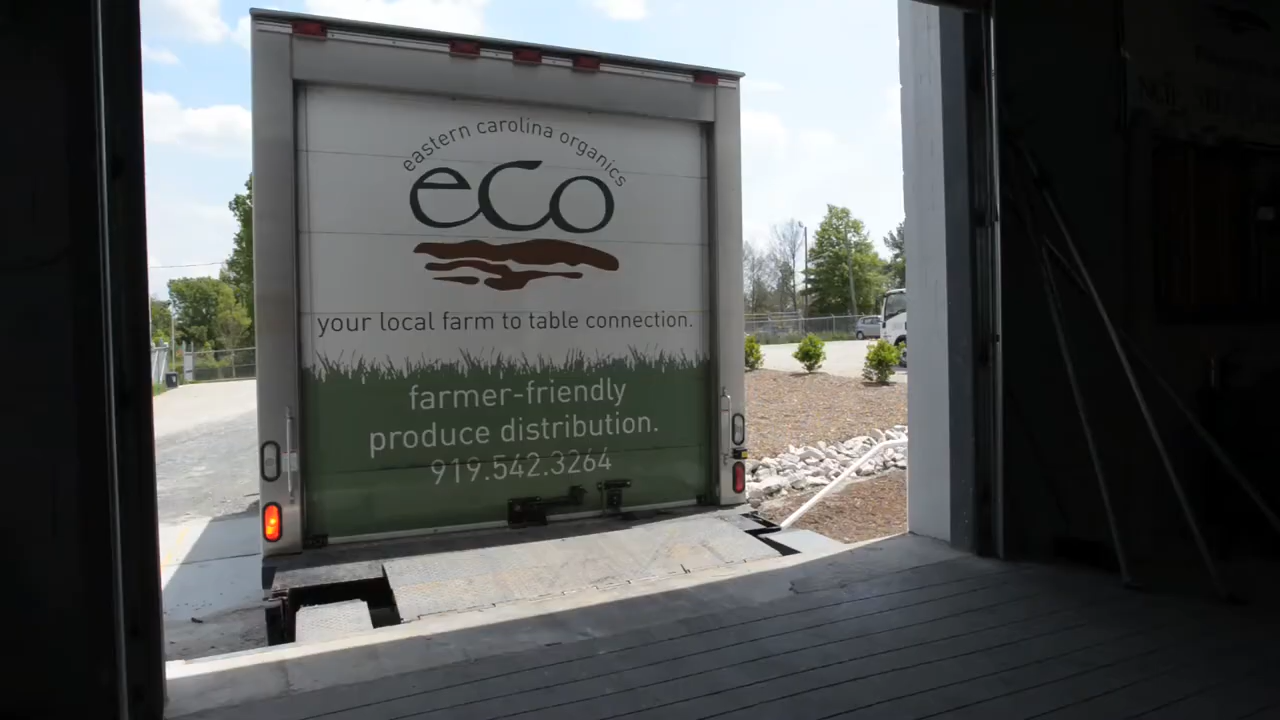 eastern carolina organics
eco
your local farm to table connection.
farmer-friendly
produce distribution.
919.542.3264